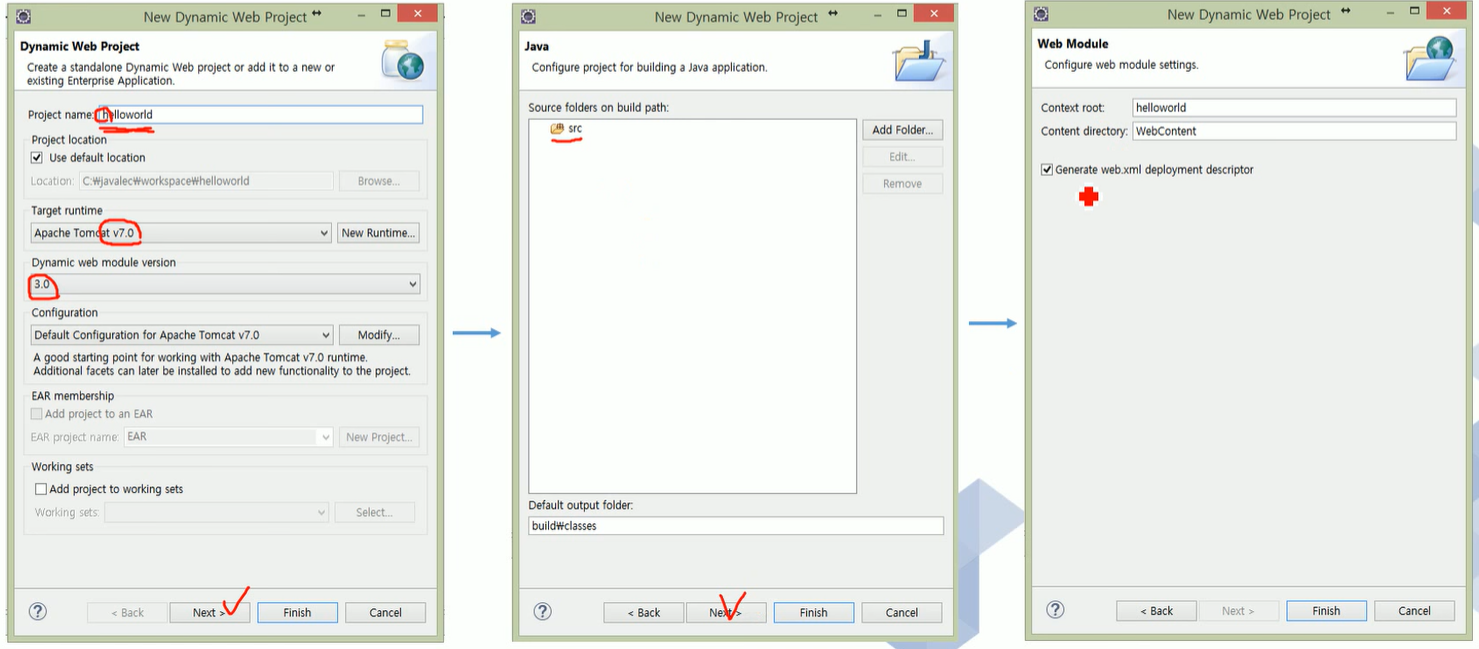 New Dynamic Web Project
Dynamic Web Project
Create a standalone Dynamic Web project or add it to a new or
existing Enterprise Application.
Project name: helloworld
Project location
Use default location
Location: C:₩javalec₩workspace₩helloworld Browse...
Target runtime
Apache Tomcat v7.0 New Runtime...
Dynamic web module version
3.0
Configuration
Default Configuration for Apache Tomcat v7.0 Modify...
A good starting point for working with Apache Tomcat v7.0 runtime.
Additional facets can later be installed to add new functionality to the project.
EAR membership
Add project to an EAR
EAR project name: EAR New Project...
Working sets
Add project to working sets
Working sets: Select...
? < Back Next > Finish Cancel
New Dynamic Web Project
Java
Configure project for building a Java application.
Source folders on build path:
src
Add Folder...
Edit...
Remove
Default output folder:
build₩classes
? < Back Next > Finish Cancel
New Dynamic Web Project
Web Module
Configure web module settings.
Context root: helloworld
Content directory: WebContent
Generate web.xml deployment descriptor
? < Back Next > Finish Cancel